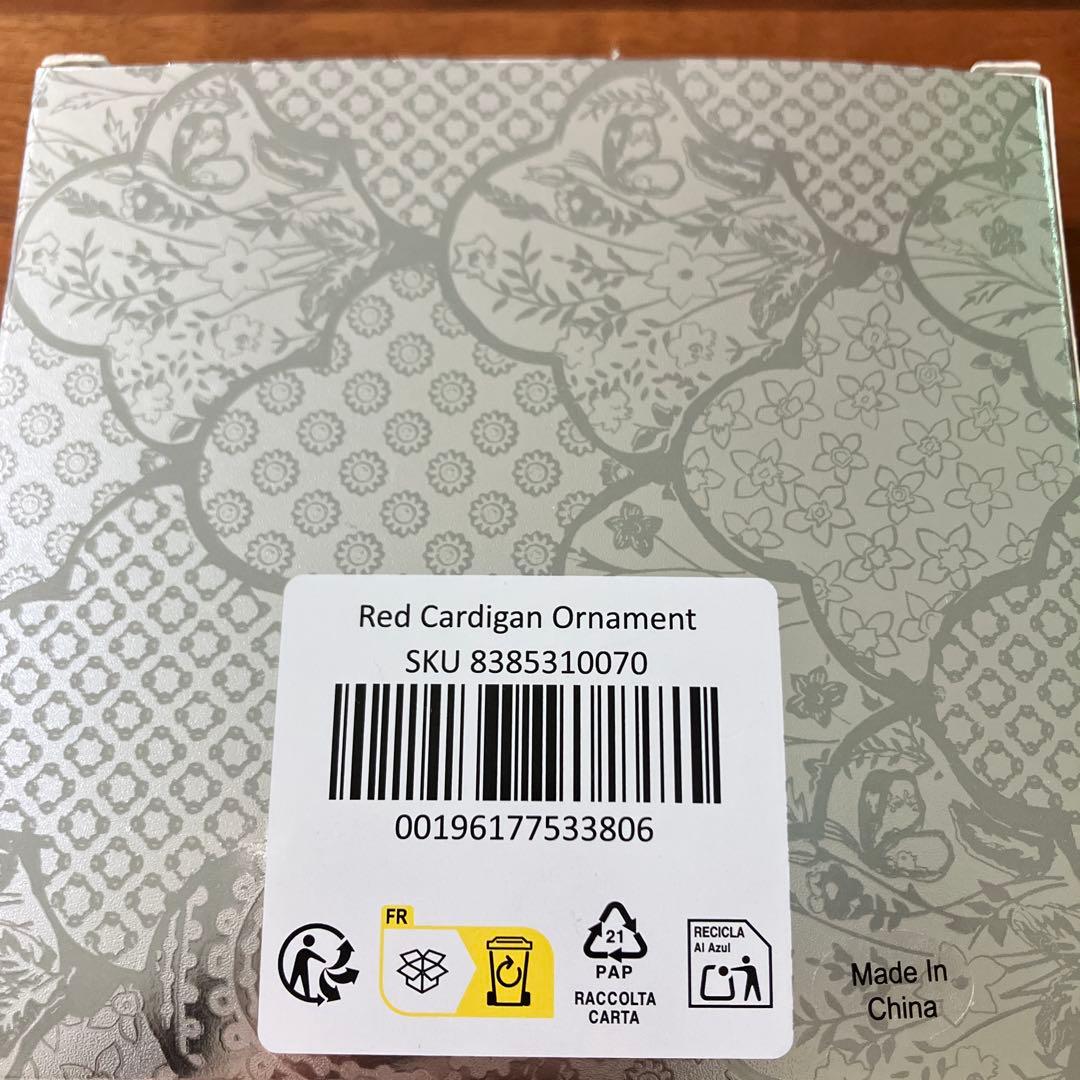 Red Cardigan Ornament
SKU 8385310070
00196177533806
FR
21
PAP
RACCOLTA
CARTA
RECICLA
Al Azul
Made In
China